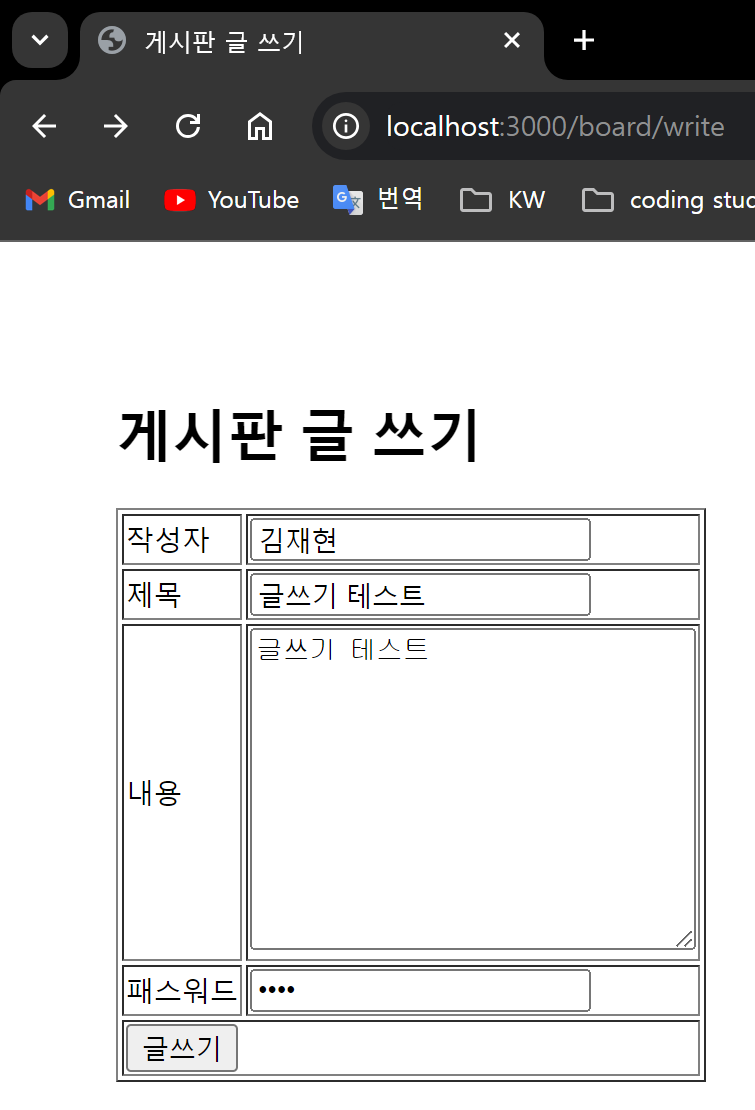 게시판 글 쓰기
localhost:3000/board/write
Gmail YouTube 번역 KW coding stud
게시판 글 쓰기
작성자 김재현
제목 글쓰기 테스트
내용 글쓰기 테스트
패스워드 ••••
글쓰기